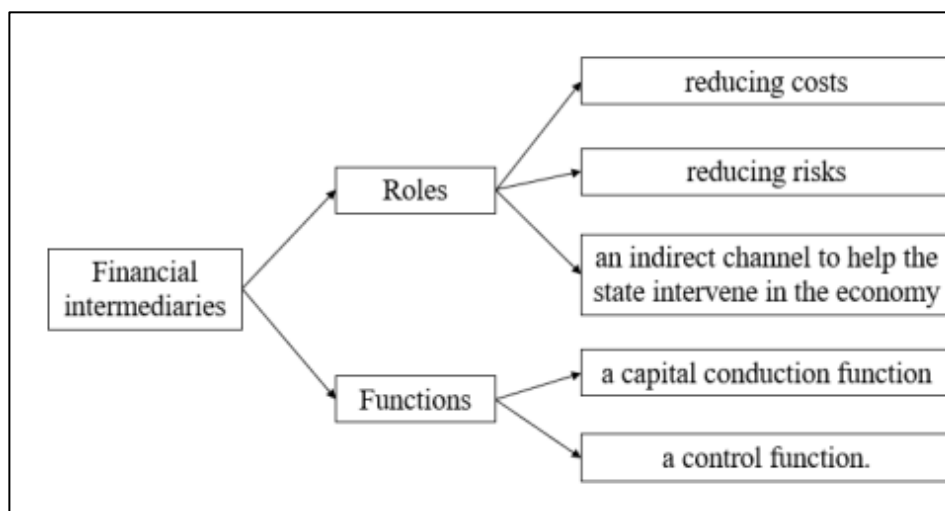 reducing costs
Roles
reducing risks
Financial
intermediaries
an indirect channel to help the
state intervene in the economy
Functions
a capital conduction function
a control function.